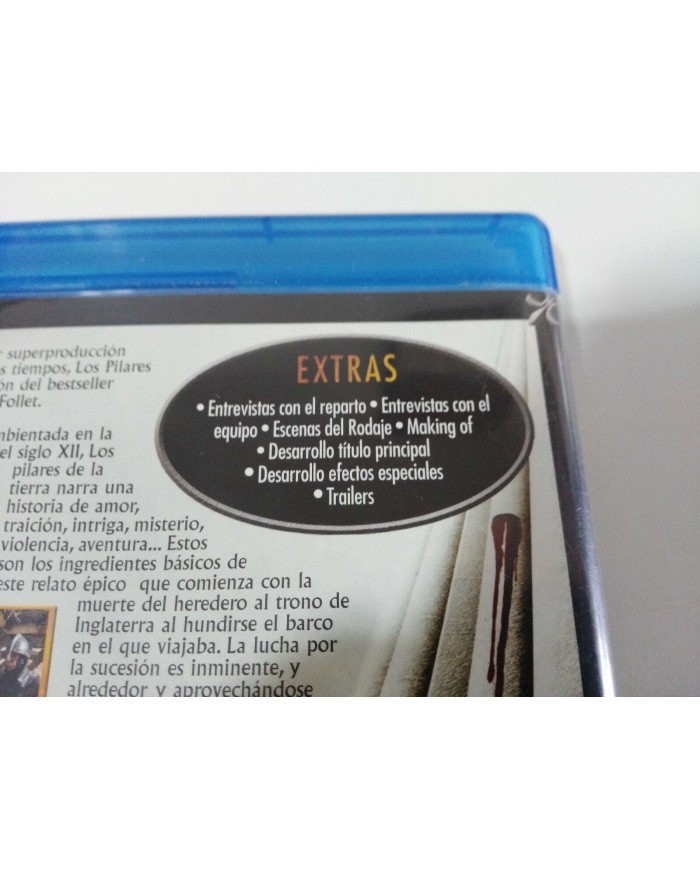 superproducción
tiempos, Los Pilares
del bestseller
Follet.
EXTRAS
• Entrevistas con el reparto • Entrevistas con el
equipo • Escenas del Rodaje • Making of
• Desarrollo título principal
• Desarrollo efectos especiales
• Trailers
en la
siglo XII, Los
pilares de la
tierra narra una
historia de amor,
traición, intriga, misterio,
violencia, aventura... Estos
son los ingredientes básicos de
este relato épico que comienza con la
muerte del heredero al trono de
Inglaterra al hundirse el barco
en el que viajaba. La lucha por
la sucesión es inminente, y
alrededor y aprovechándose